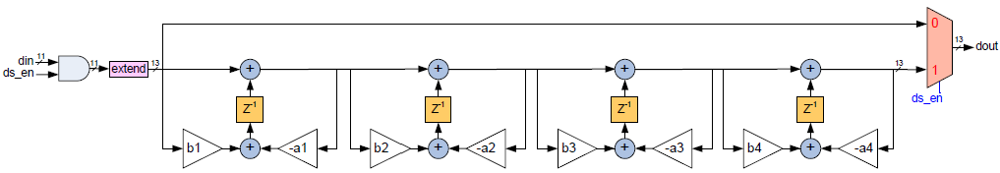 0
din 11 11 extend 13 + + + + 13 1 13 dout
ds_en
ds_en
Z-1 Z-1 Z-1 Z-1
b1 + -a1 b2 + -a2 b3 + -a3 b4 + -a4